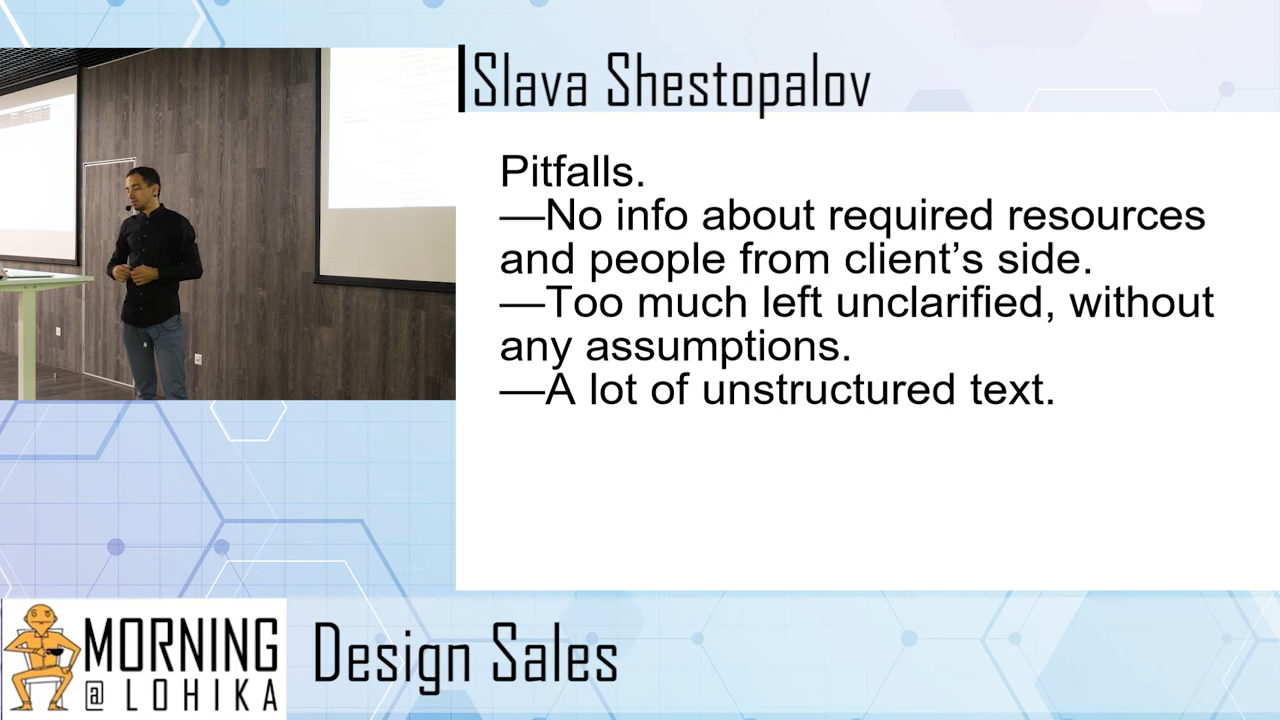 Slava Shestopalov
Pitfalls.
—No info about required resources
and people from client’s side.
—Too much left unclarified, without
any assumptions.
—A lot of unstructured text.
MORNING
@ LOHIKA
Design Sales